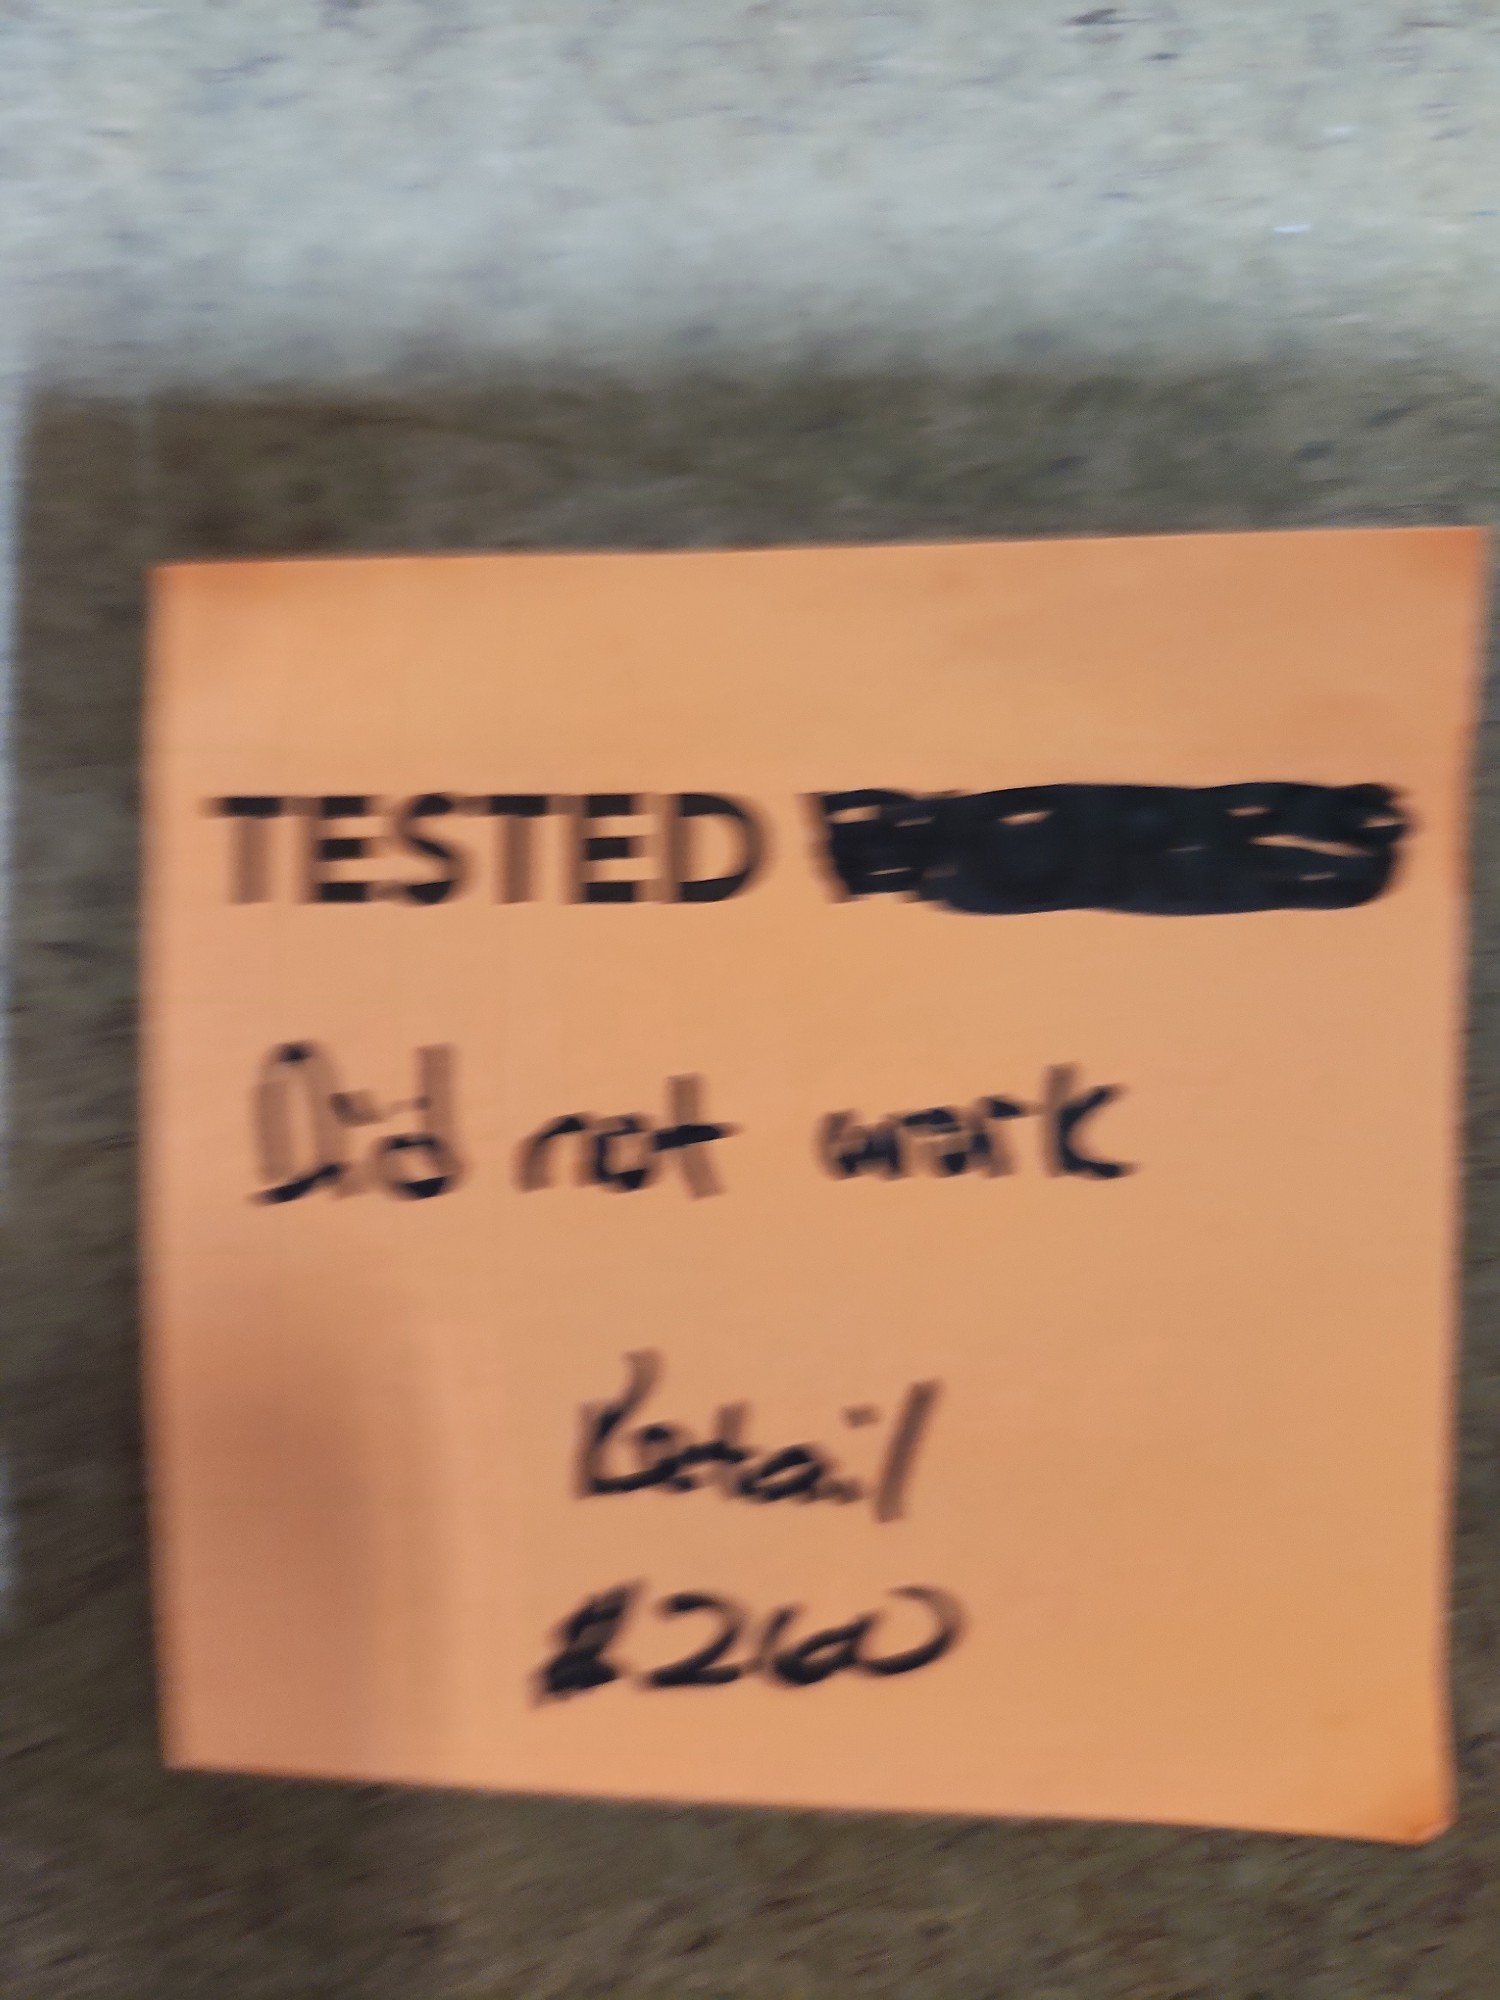 TESTED
Did not work
Retail
$260